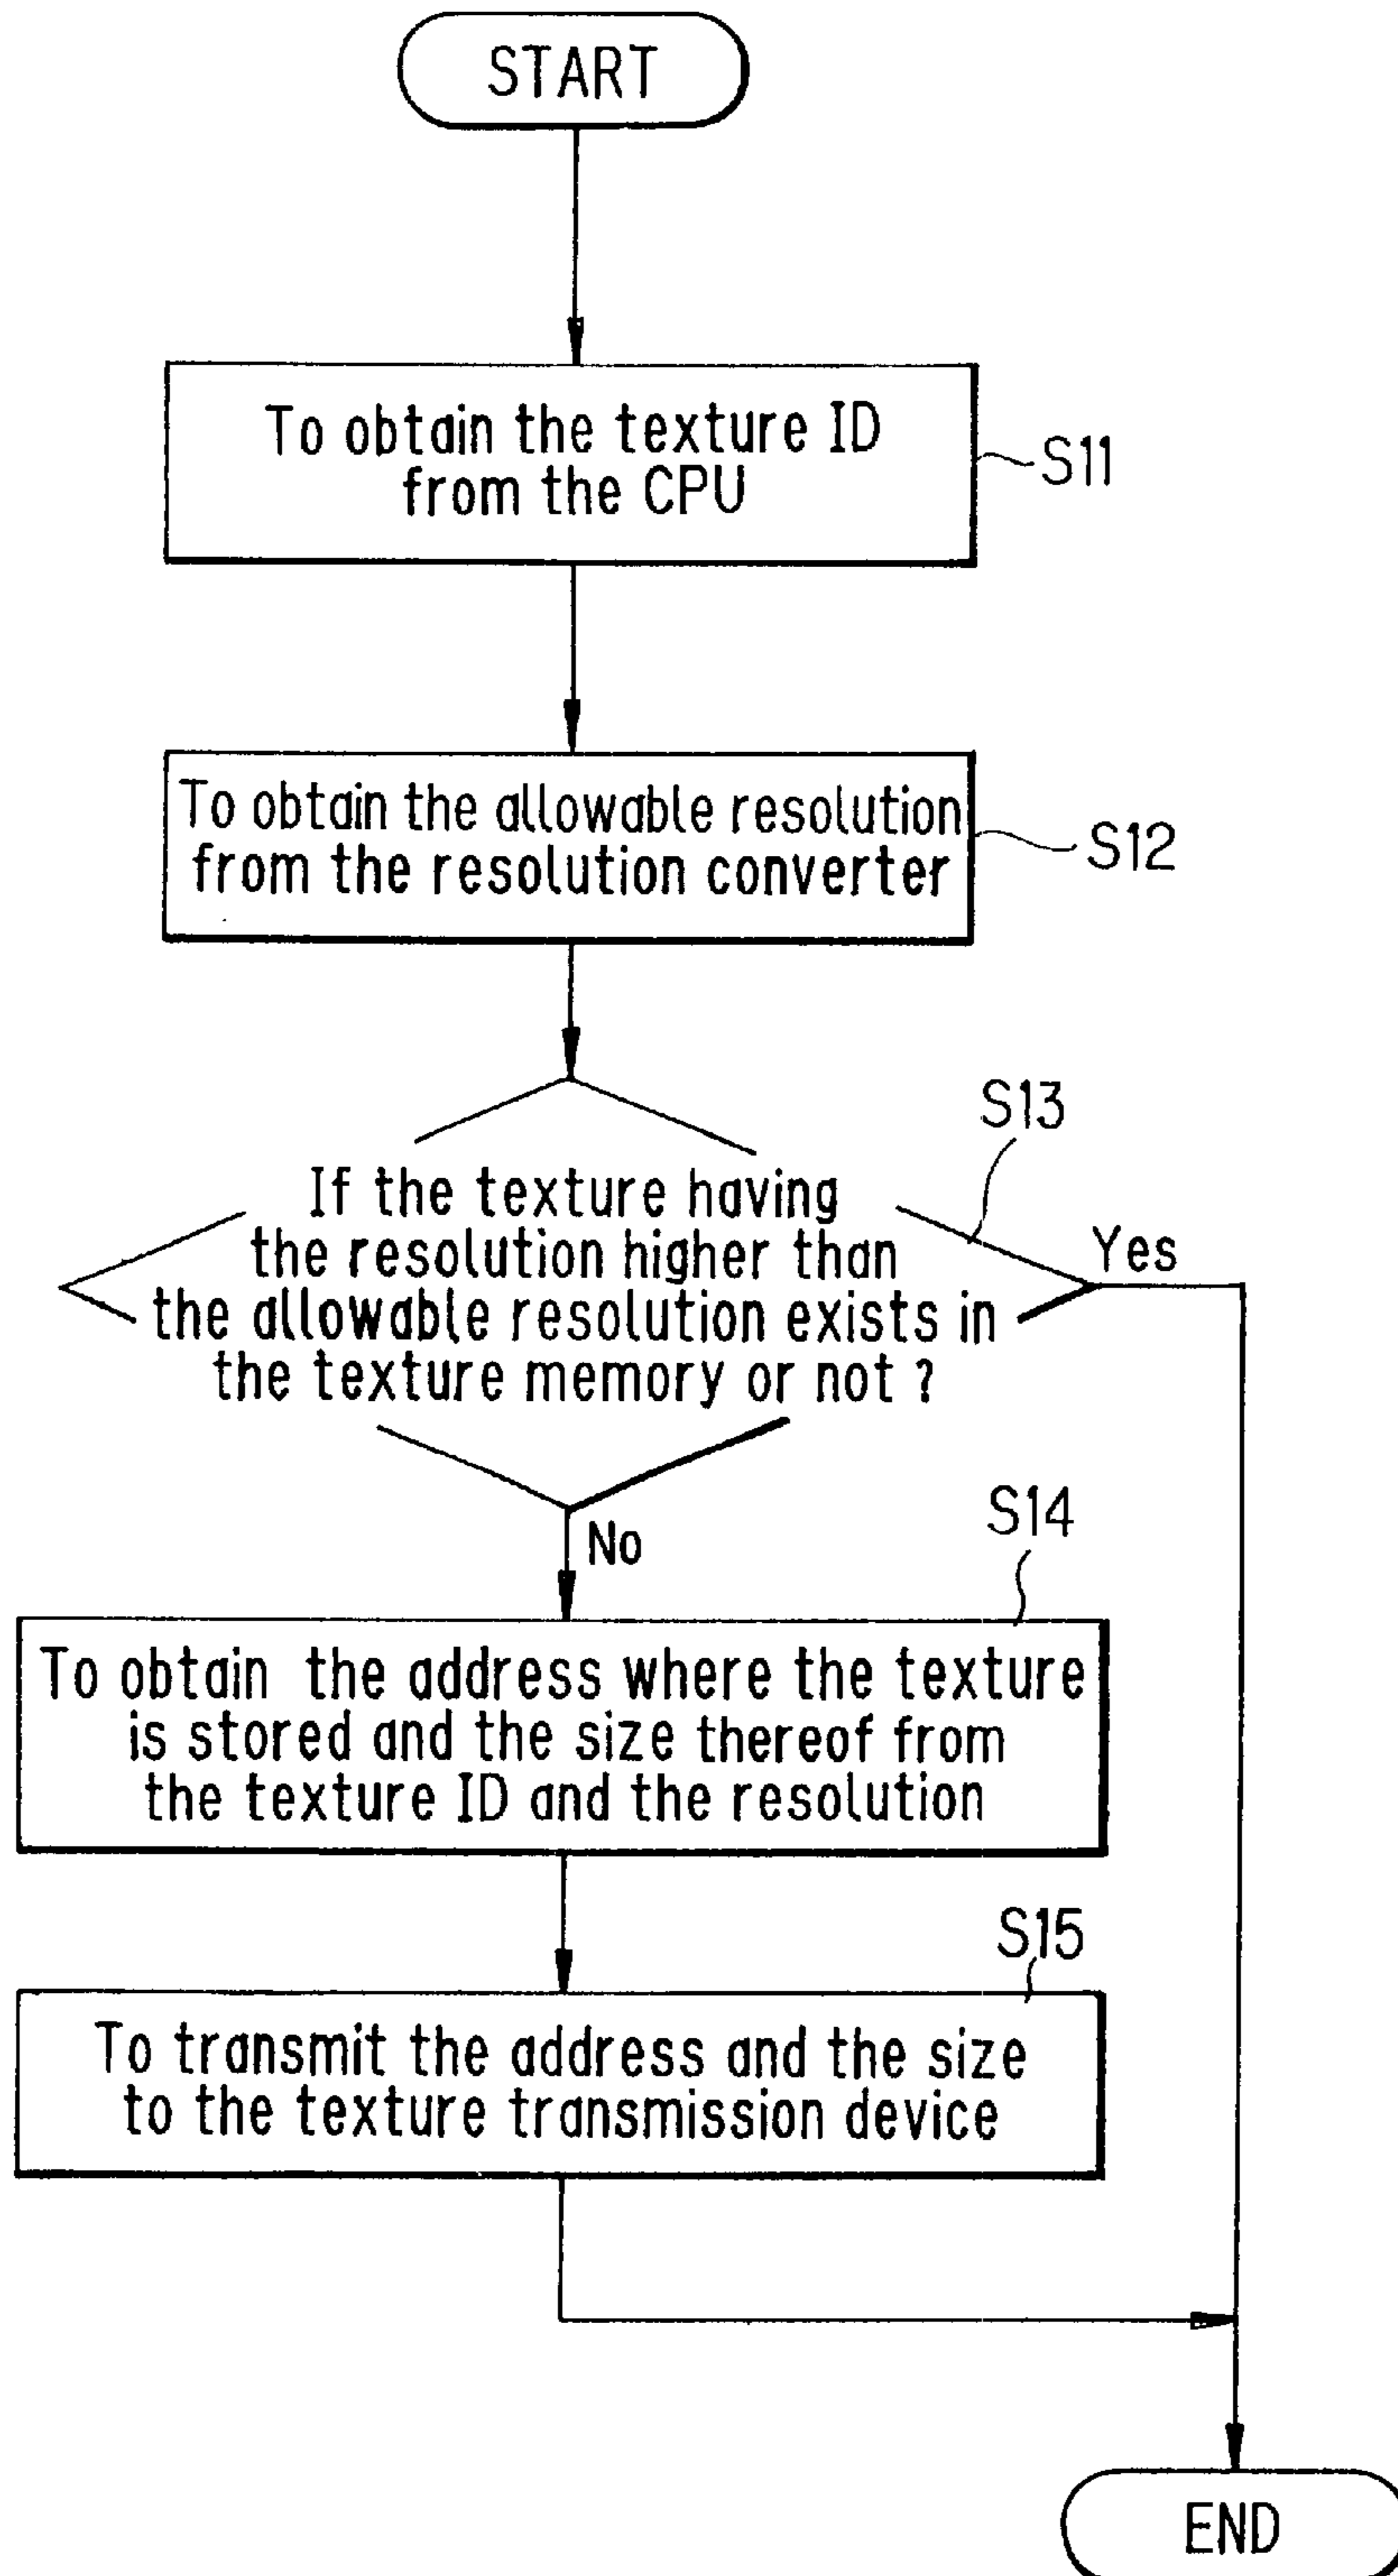 START
To obtain the texture ID
from the CPU
S11
To obtain the allowable resolution
from the resolution converter
S12
S13
If the texture having
the resolution higher than
the allowable resolution exists in
the texture memory or not ?
Yes
No
S14
To obtain the address where the texture
is stored and the size thereof from
the texture ID and the resolution
S15
To transmit the address and the size
to the texture transmission device
END